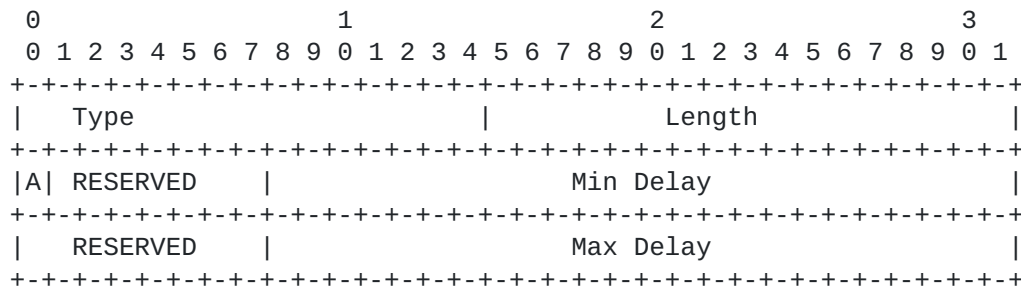 0                   1                   2                   3
 0 1 2 3 4 5 6 7 8 9 0 1 2 3 4 5 6 7 8 9 0 1 2 3 4 5 6 7 8 9 0 1
+-+-+-+-+-+-+-+-+-+-+-+-+-+-+-+-+-+-+-+-+-+-+-+-+-+-+-+-+-+-+-+-+
|   Type                      |           Length                |
+-+-+-+-+-+-+-+-+-+-+-+-+-+-+-+-+-+-+-+-+-+-+-+-+-+-+-+-+-+-+-+-+
|A| RESERVED    |                   Min Delay                   |
+-+-+-+-+-+-+-+-+-+-+-+-+-+-+-+-+-+-+-+-+-+-+-+-+-+-+-+-+-+-+-+-+
|   RESERVED    |                   Max Delay                   |
+-+-+-+-+-+-+-+-+-+-+-+-+-+-+-+-+-+-+-+-+-+-+-+-+-+-+-+-+-+-+-+-+